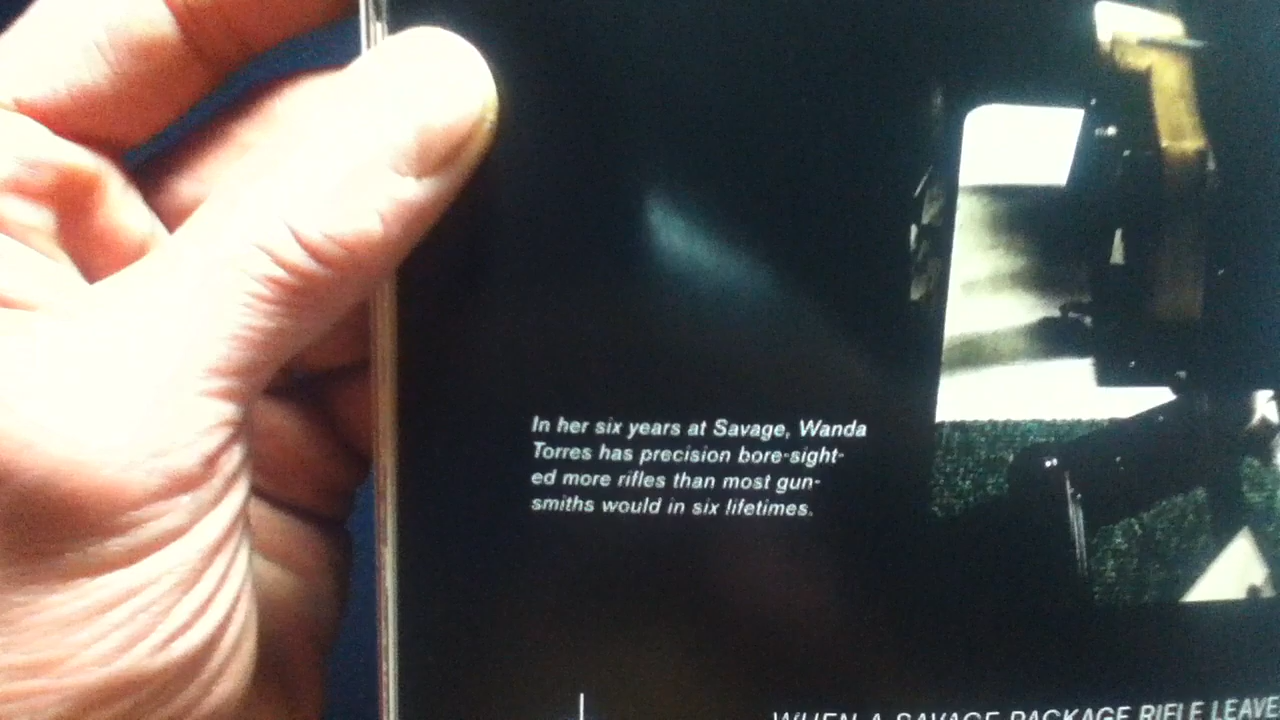 In her six years at Savage, Wanda
Torres has precision bore-sight-
ed more rifles than most gun-
smiths would in six lifetimes.
WHEN A SAVAGE PACKAGE RIFLE LEAVE